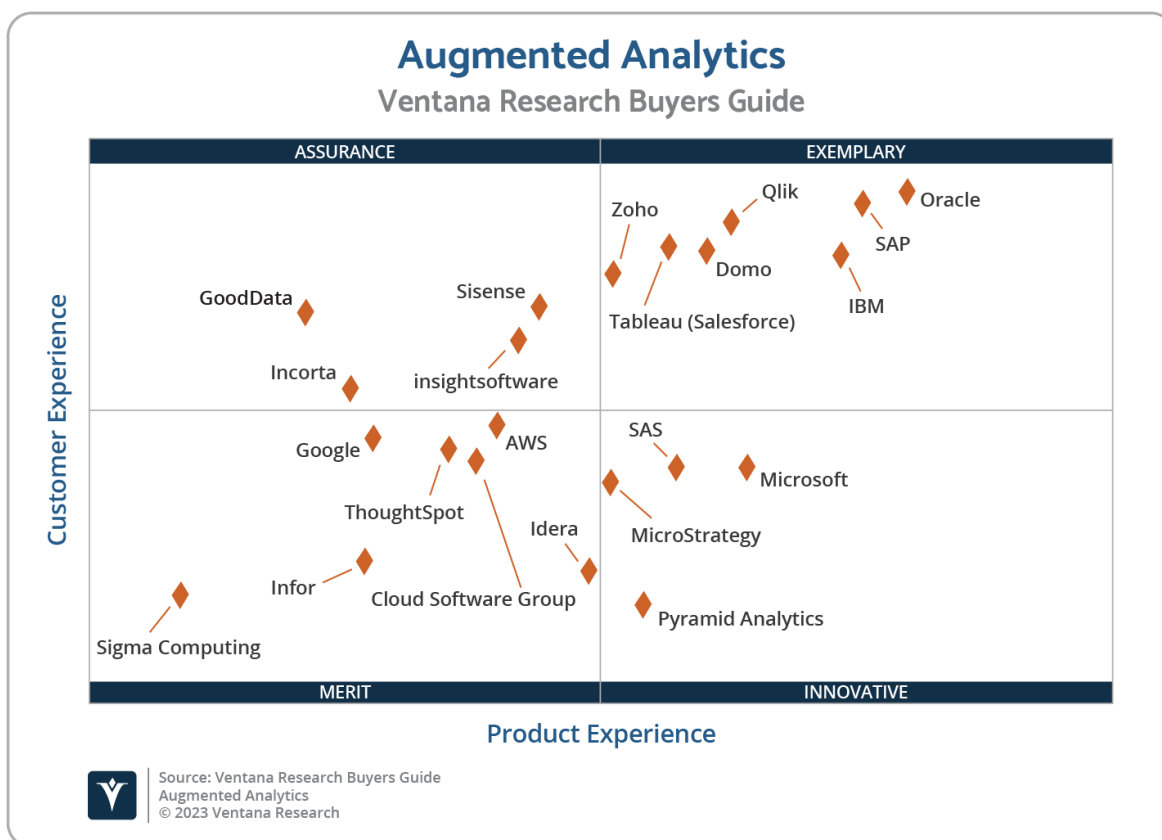 Augmented Analytics
Ventana Research Buyers Guide
ASSURANCE
EXEMPLARY
Qlik
Oracle
Zoho
SAP
Domo
Sisense
GoodData
IBM
Tableau (Salesforce)
Incorta
insightsoftware
Customer Experience
SAS
AWS
Google
Microsoft
ThoughtSpot
Idera
MicroStrategy
Infor
Cloud Software Group
Pyramid Analytics
Sigma Computing
MERIT
INNOVATIVE
Product Experience
Source: Ventana Research Buyers Guide
Augmented Analytics
© 2023 Ventana Research